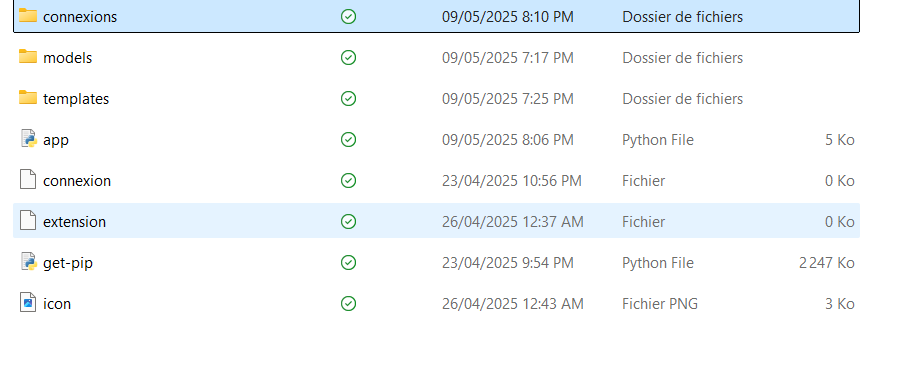 connexions 09/05/2025 8:10 PM Dossier de fichiers
models 09/05/2025 7:17 PM Dossier de fichiers
templates 09/05/2025 7:25 PM Dossier de fichiers
app 09/05/2025 8:06 PM Python File 5 Ko
connexion 23/04/2025 10:56 PM Fichier 0 Ko
extension 26/04/2025 12:37 AM Fichier 0 Ko
get-pip 23/04/2025 9:54 PM Python File 2 247 Ko
icon 26/04/2025 12:43 AM Fichier PNG 3 Ko